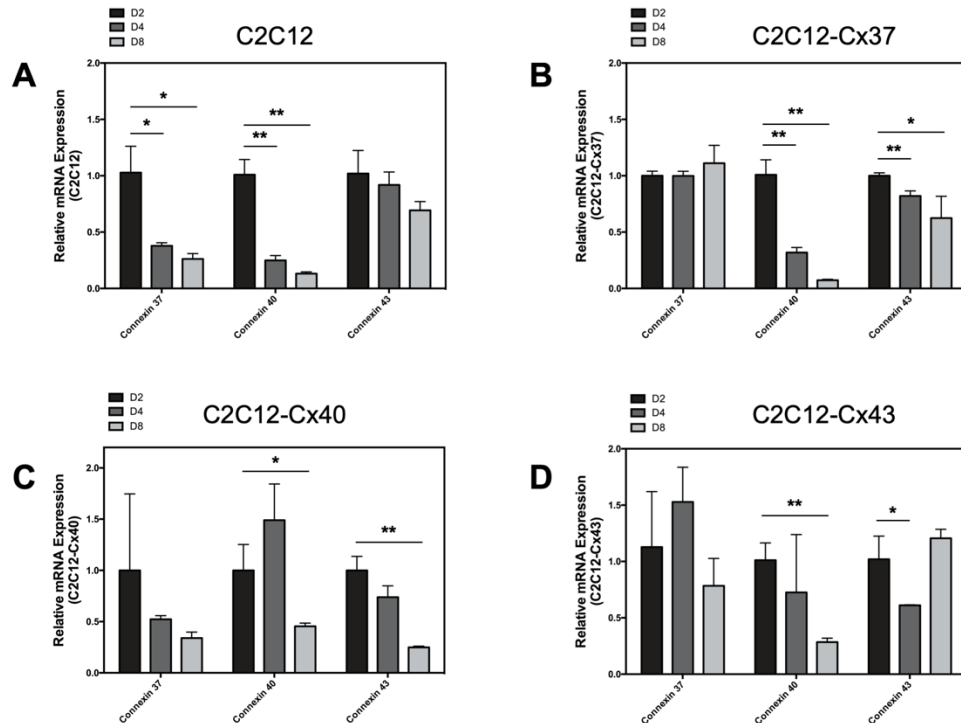 D2
D4
D8
C2C12
A
Relative mRNA Expression
(C2C12)
2.0
1.5
1.0
0.5
0.0
*
*
**
**
Connexin 37
Connexin 40
Connexin 43
D2
D4
D8
C2C12-Cx37
B
Relative mRNA Expression
(C2C12-Cx37)
2.0
1.5
1.0
0.5
0.0
**
**
*
**
Connexin 37
Connexin 40
Connexin 43
D2
D4
D8
C2C12-Cx40
C
Relative mRNA Expression
(C2C12-Cx40)
2.0
1.5
1.0
0.5
0.0
*
**
Connexin 37
Connexin 40
Connexin 43
D2
D4
D8
C2C12-Cx43
D
Relative mRNA Expression
(C2C12-Cx43)
2.0
1.5
1.0
0.5
0.0
**
*
Connexin 37
Connexin 40
Connexin 43